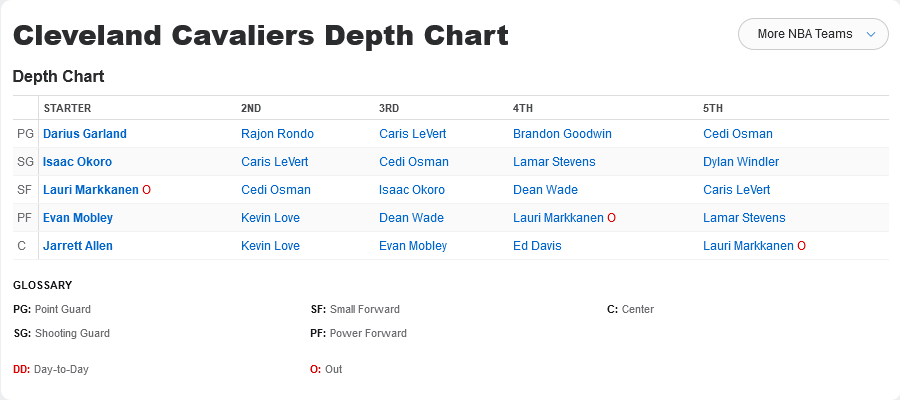 Cleveland Cavaliers Depth Chart
More NBA Teams
Depth Chart
STARTER 2ND 3RD 4TH 5TH
PG Darius Garland Rajon Rondo Caris LeVert Brandon Goodwin Cedi Osman
SG Isaac Okoro Caris LeVert Cedi Osman Lamar Stevens Dylan Windler
SF Lauri Markkanen O Cedi Osman Isaac Okoro Dean Wade Caris LeVert
PF Evan Mobley Kevin Love Dean Wade Lauri Markkanen O Lamar Stevens
C Jarrett Allen Kevin Love Evan Mobley Ed Davis Lauri Markkanen O
GLOSSARY
PG: Point Guard SF: Small Forward C: Center
SG: Shooting Guard PF: Power Forward
DD: Day-to-Day O: Out